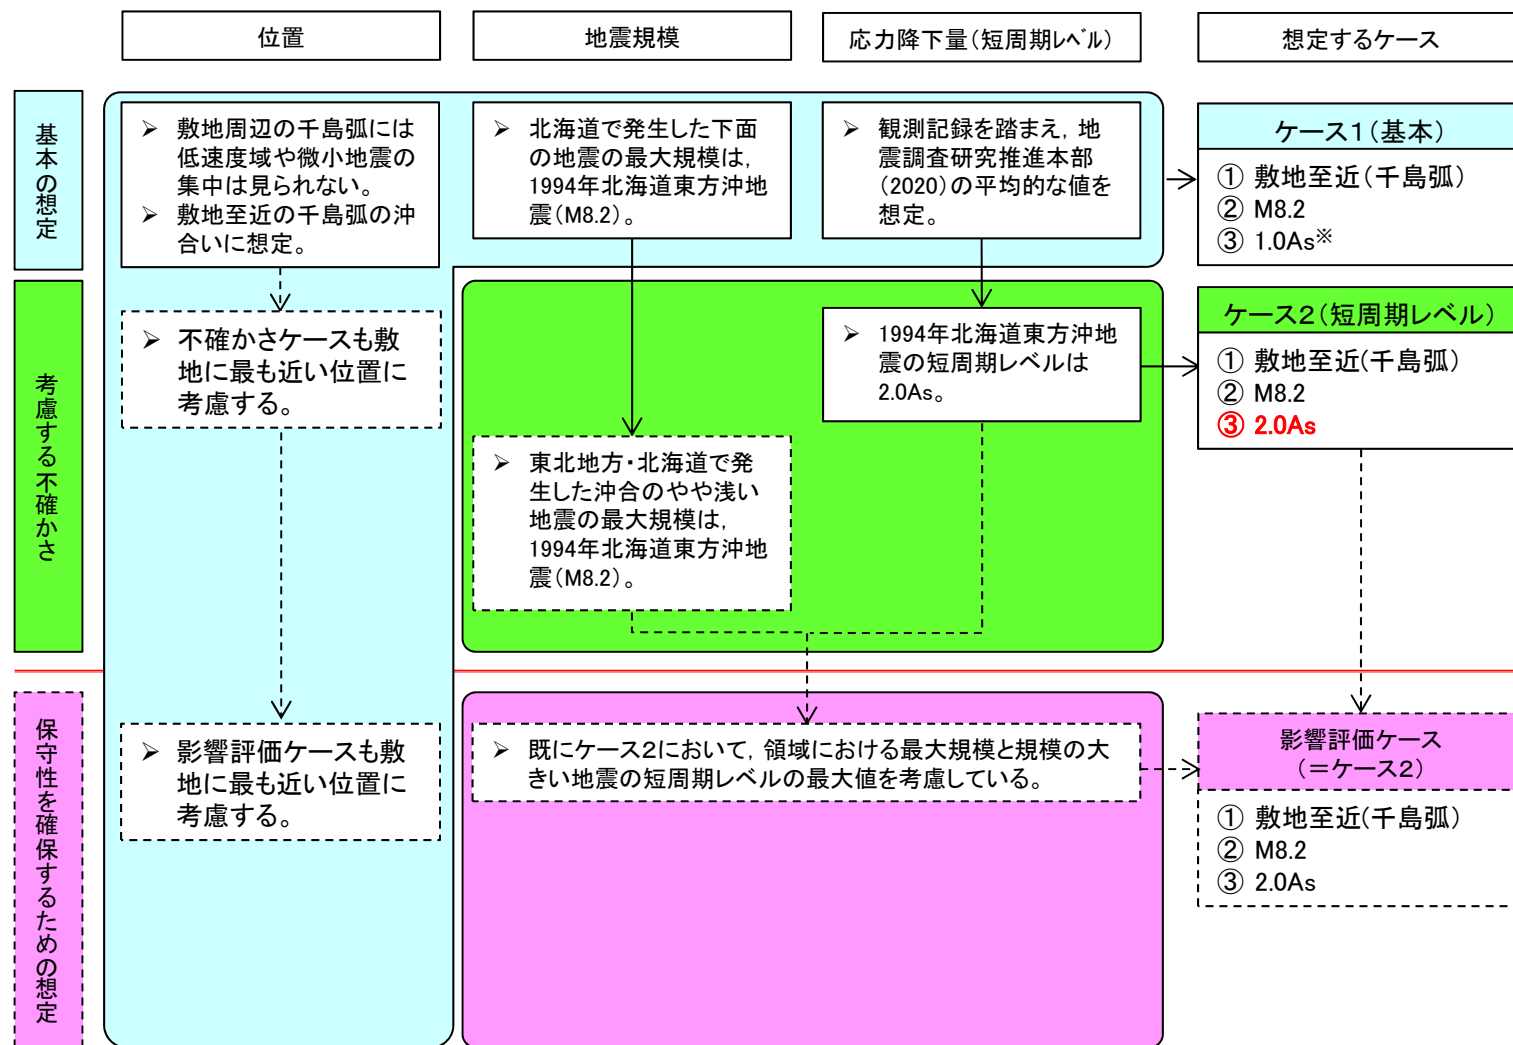 位置
地震規模
応力降下量(短周期レベル)
想定するケース
基本の想定
➢ 敷地周辺の千島弧には
低速度域や微小地震の
集中は見られない。
➢ 敷地至近の千島弧の沖
合いに想定。
➢ 北海道で発生した下面
の地震の最大規模は,
1994年北海道東方沖地
震(M8.2)。
➢ 観測記録を踏まえ,地
震調査研究推進本部
(2020)の平均的な値を
想定。
ケース1(基本)
① 敷地至近(千島弧)
② M8.2
③ 1.0As※
考慮する不確かさ
➢ 不確かさケースも敷
地に最も近い位置に
考慮する。
➢ 東北地方・北海道で発
生した沖合のやや浅い
地震の最大規模は,
1994年北海道東方沖地
震(M8.2)。
➢ 1994年北海道東方沖地
震の短周期レベルは
2.0As。
ケース2(短周期レベル)
① 敷地至近(千島弧)
② M8.2
③ 2.0As
保守性を確保するための想定
➢ 影響評価ケースも敷
地に最も近い位置に
考慮する。
➢ 既にケース2において,領域における最大規模と規模の大
きい地震の短周期レベルの最大値を考慮している。
影響評価ケース
(=ケース2)
① 敷地至近(千島弧)
② M8.2
③ 2.0As